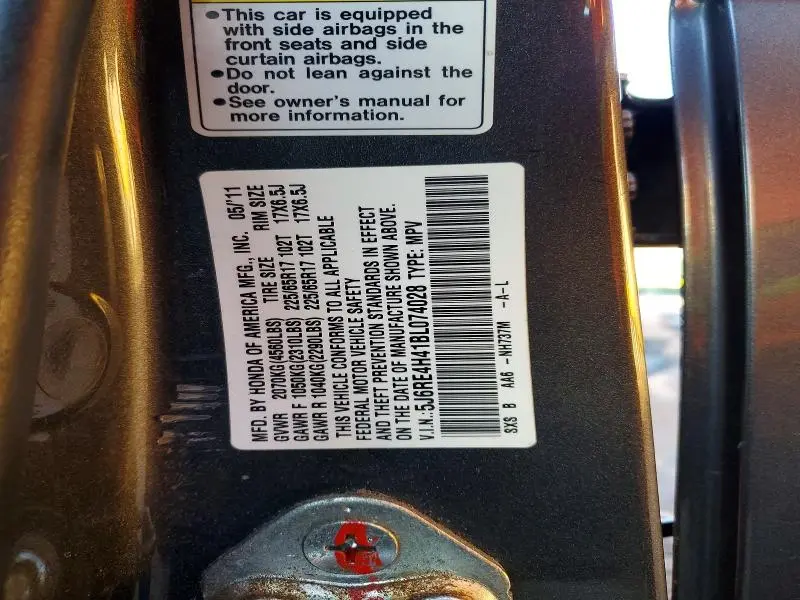 This car is equipped
with side airbags in the
front seats and side
curtain airbags.
Do not lean against the
door.
See owner's manual for
more information.
MFD. BY HONDA OF AMERICA MFG., INC. 05/'11
GVWR 2070KG(4560LBS) TIRE SIZE RIM SIZE
GAWR F 1050KG(2310LBS) 225/65R17 102T 17X6.5J
GAWR R 1040KG(2290LBS) 225/65R17 102T 17X6.5J
THIS VEHICLE CONFORMS TO ALL APPLICABLE
FEDERAL MOTOR VEHICLE SAFETY
AND THEFT PREVENTION STANDARDS IN EFFECT
ON THE DATE OF MANUFACTURE SHOWN ABOVE.
V.I.N.: 5J6RE4H41BL074028 TYPE: MPV
SXS B AA6 -NH737M -A-L